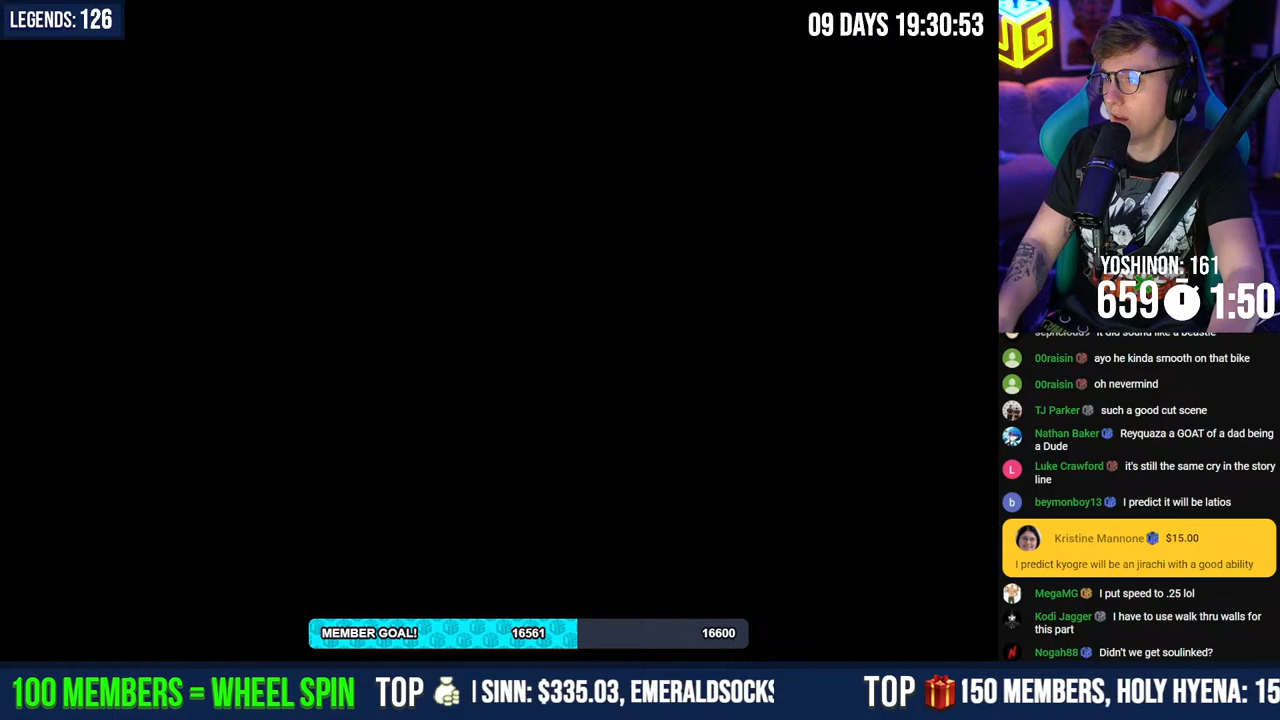 LEGENDS: 126
09 DAYS 19:30:53
YOSHINON: 161
659 1:50
it did sound like a beastie
00raisin ayo he kinda smooth on that bike
00raisin oh nevermind
TJ Parker such a good cut scene
Nathan Baker Reyquaza a GOAT of a dad being
a Dude
L Luke Crawford it's still the same cry in the story
line
b beymonboy13 I predict it will be latios
Kristine Mannone $15.00
I predict kyogre will be an jirachi with a good ability
MegaMG I put speed to .25 lol
Kodi Jagger I have to use walk thru walls for
this part
Nogah88 Didn't we get soulinked?
MEMBER GOAL! 16561 16600
100 MEMBERS = WHEEL SPIN TOP SINN: $335.03, EMERALDSOCKS TOP 150 MEMBERS, HOLY HYENA: 15